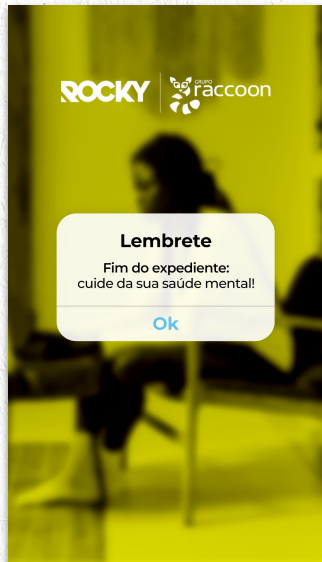 ROCKY
GRUPO
raccoon
Lembrete
Fim do expediente:
cuide da sua saúde mental!
Ok